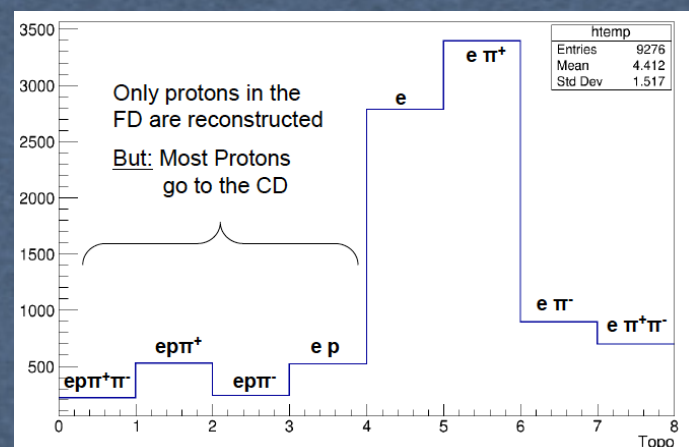 htemp
Entries 9276
Mean 4.412
Std Dev 1.517
3500
3000
2500
2000
1500
1000
500
Only protons in the
FD are reconstructed
But: Most Protons
go to the CD
epπ⁺π⁻
epπ⁺
epπ⁻
e p
e
e π⁺
e π⁻
e π⁺π⁻
0 1 2 3 4 5 6 7 8
Topo